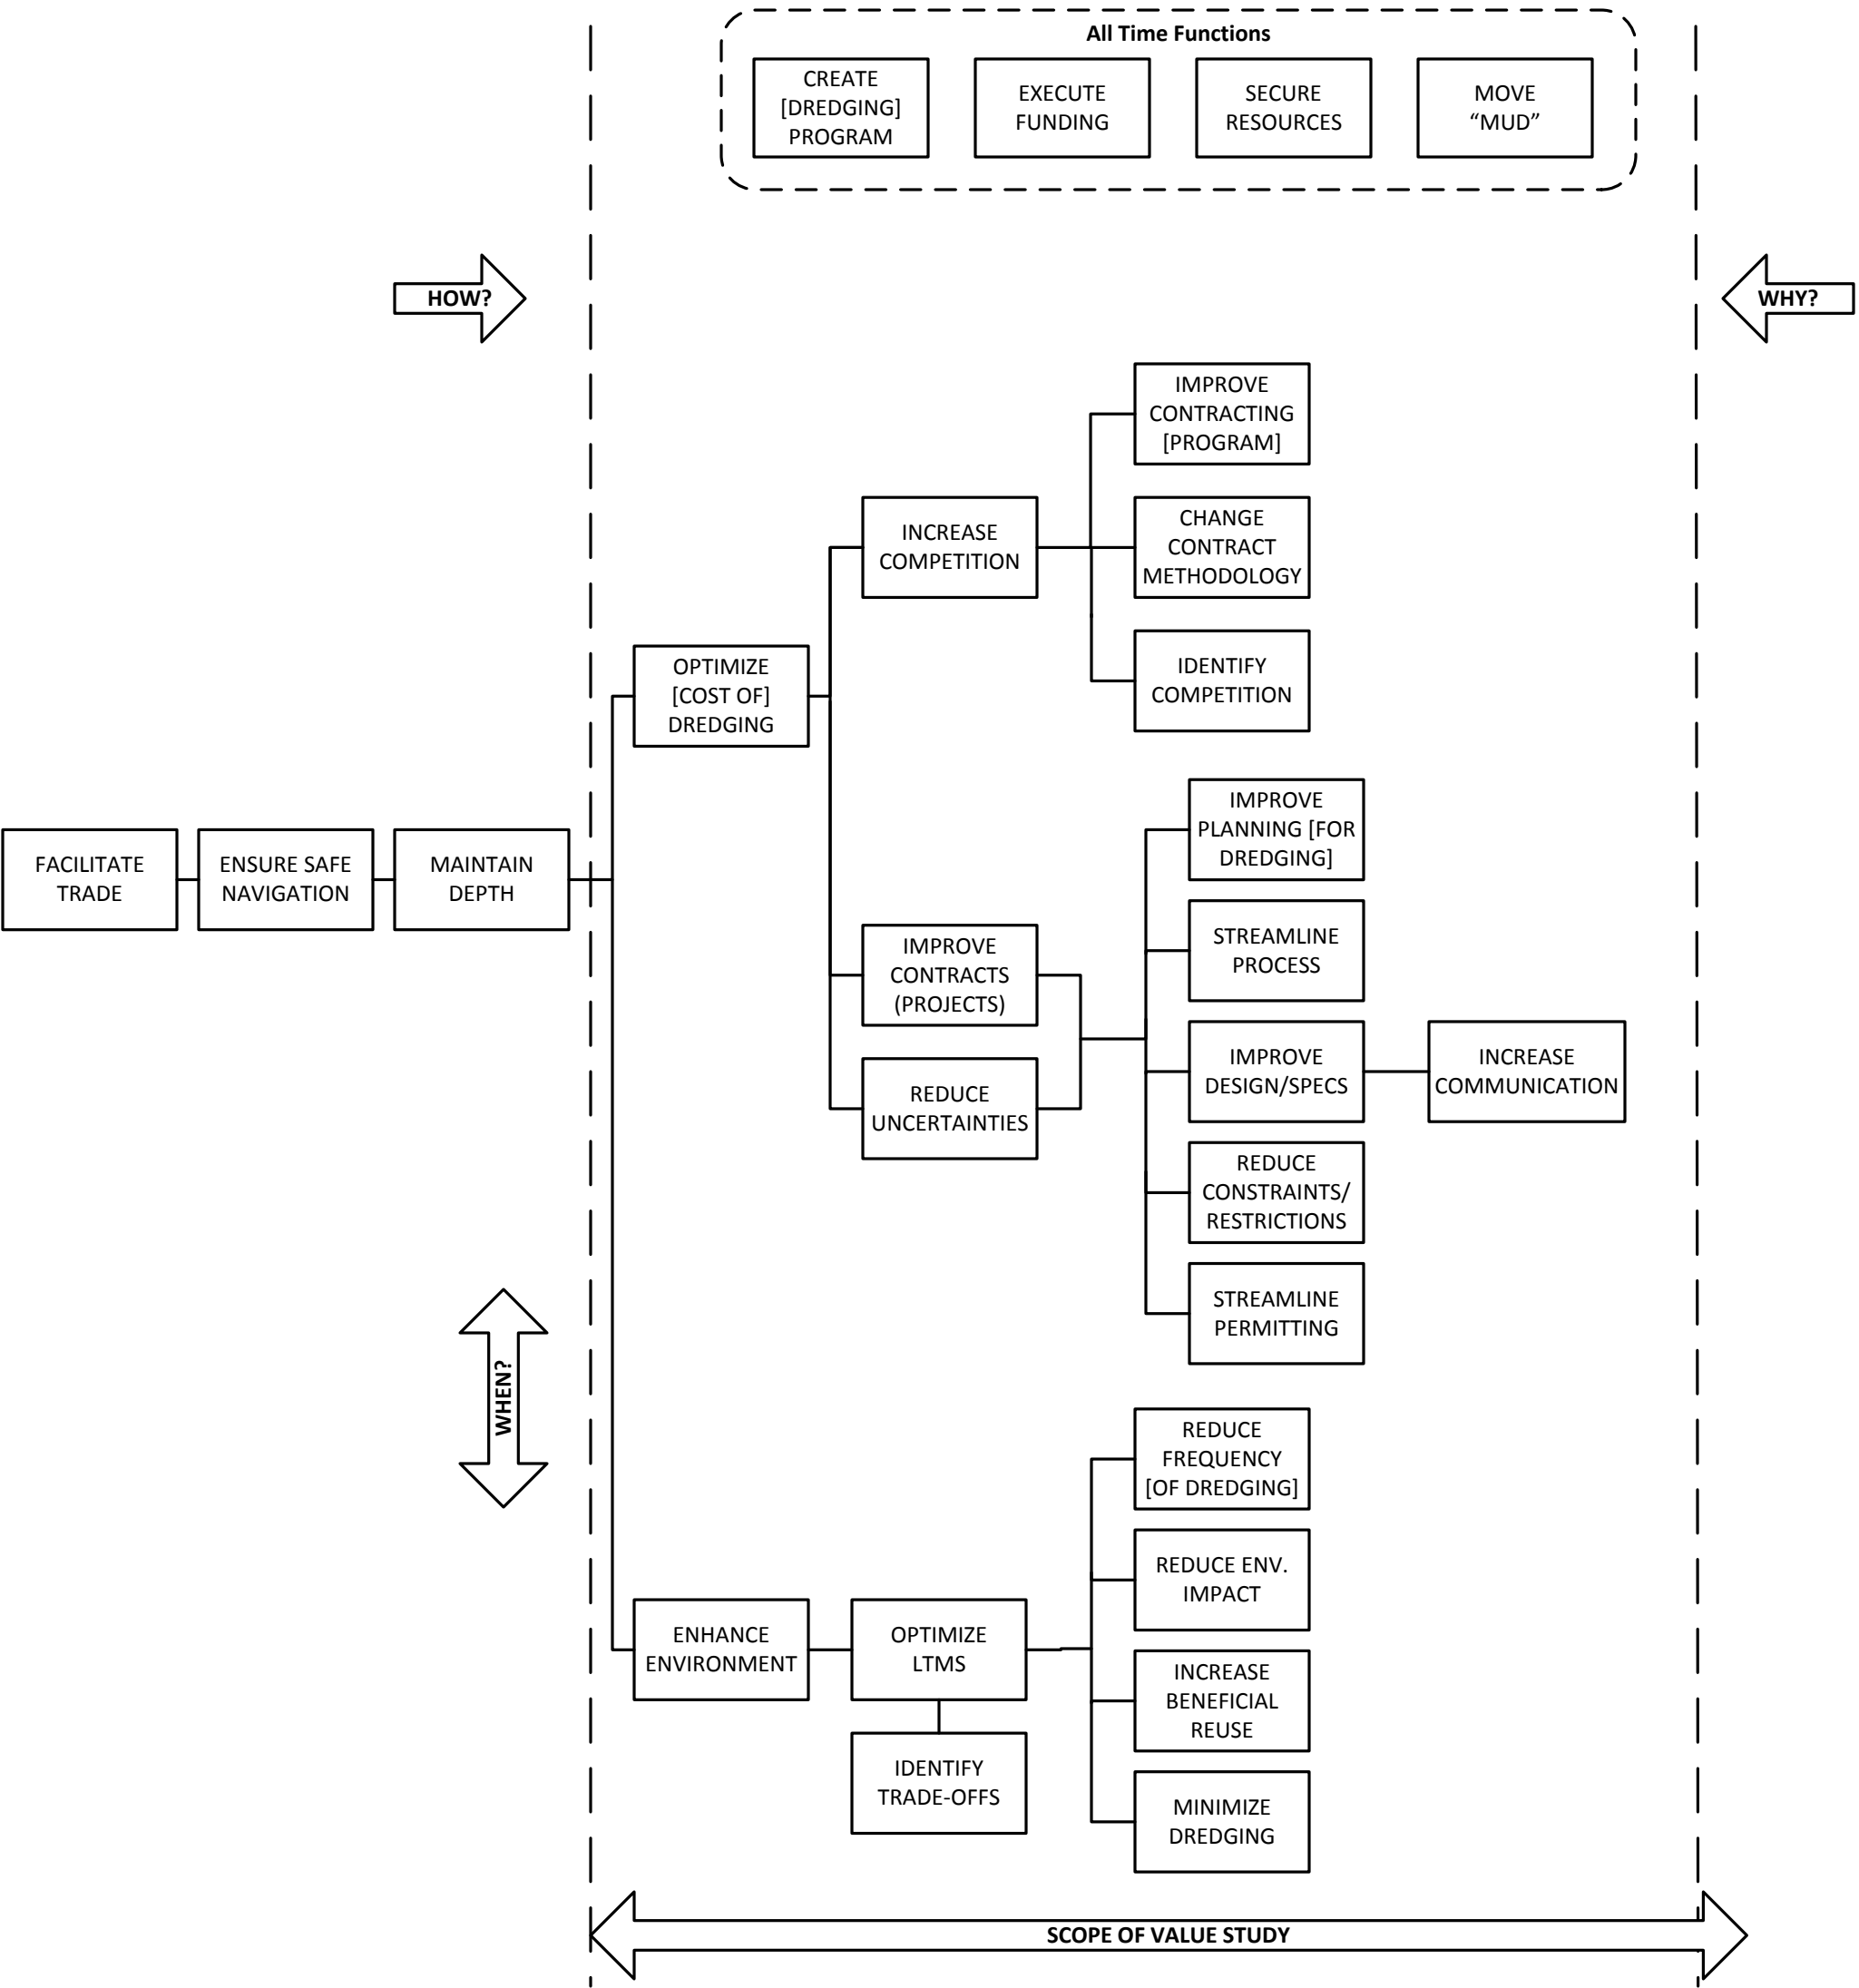 All Time Functions
CREATE
[DREDGING]
PROGRAM
EXECUTE
FUNDING
SECURE
RESOURCES
MOVE
“MUD”
HOW?
WHY?
IMPROVE
CONTRACTING
[PROGRAM]
INCREASE
COMPETITION
CHANGE
CONTRACT
METHODOLOGY
IDENTIFY
COMPETITION
OPTIMIZE
[COST OF]
DREDGING
FACILITATE
TRADE
ENSURE SAFE
NAVIGATION
MAINTAIN
DEPTH
IMPROVE
PLANNING [FOR
DREDGING]
STREAMLINE
PROCESS
IMPROVE
CONTRACTS
(PROJECTS)
REDUCE
UNCERTAINTIES
IMPROVE
DESIGN/SPECS
INCREASE
COMMUNICATION
REDUCE
CONSTRAINTS/
RESTRICTIONS
STREAMLINE
PERMITTING
WHEN?
REDUCE
FREQUENCY
[OF DREDGING]
REDUCE ENV.
IMPACT
ENHANCE
ENVIRONMENT
OPTIMIZE
LTMS
INCREASE
BENEFICIAL
REUSE
IDENTIFY
TRADE-OFFS
MINIMIZE
DREDGING
SCOPE OF VALUE STUDY